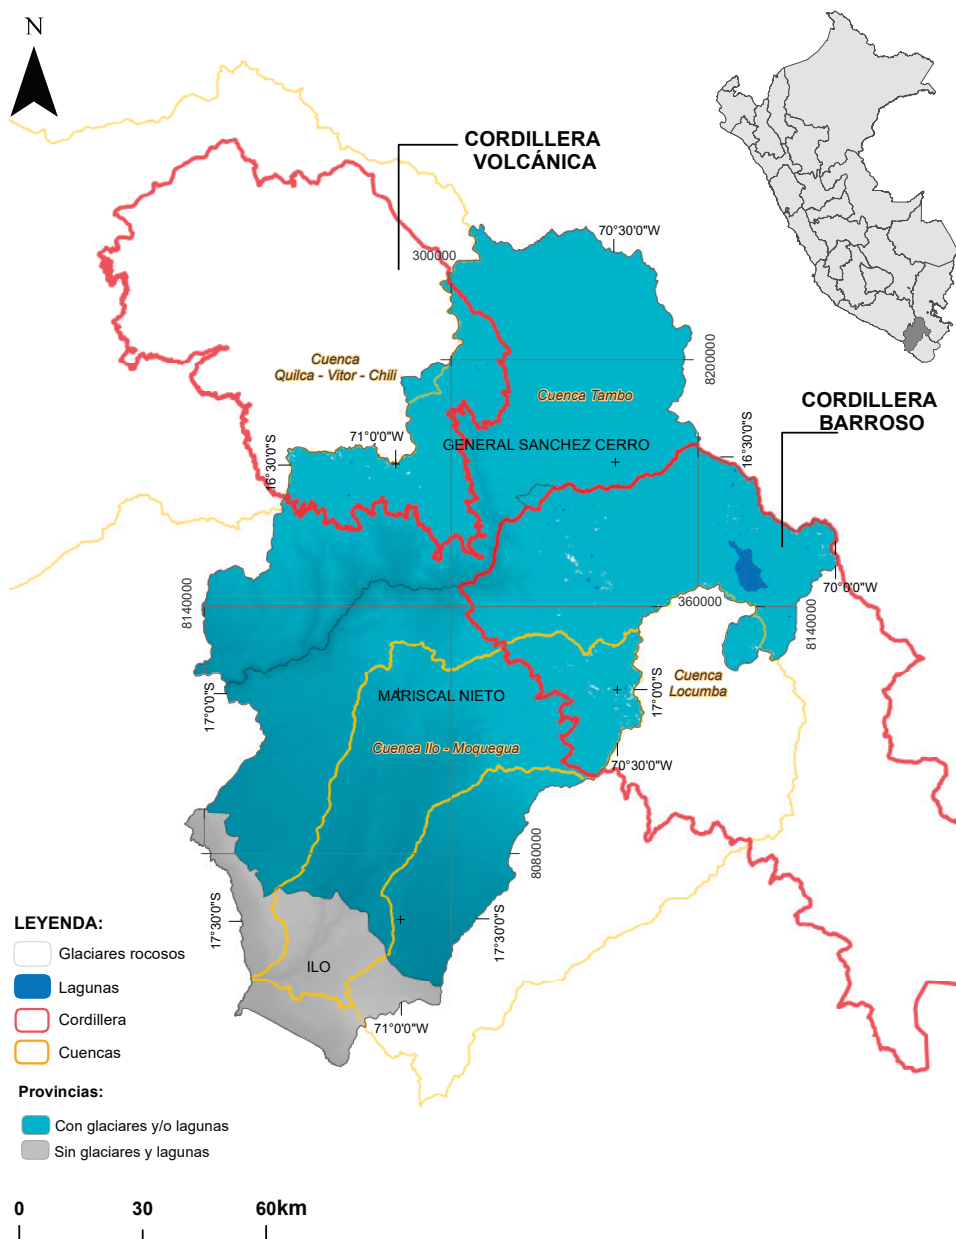 N
CORDILLERA
VOLCÁNICA
70°30'0"W
300000
8200000
Cuenca
Quilca - Vitor - Chili
Cuenca Tambo
CORDILLERA
BARROSO
71°0'0"W
GENERAL SANCHEZ CERRO
16°30'0"S
16°30'0"S
70°0'0"W
8140000
360000
8140000
17°0'0"S
MARISCAL NIETO
Cuenca
Locumba
17°0'0"S
Cuenca Ilo - Moquegua
70°30'0"W
8080000
17°30'0"S
17°30'0"S
ILO
71°0'0"W
LEYENDA:
Glaciares rocosos
Lagunas
Cordillera
Cuencas
Provincias:
Con glaciares y/o lagunas
Sin glaciares y lagunas
0 30 60km